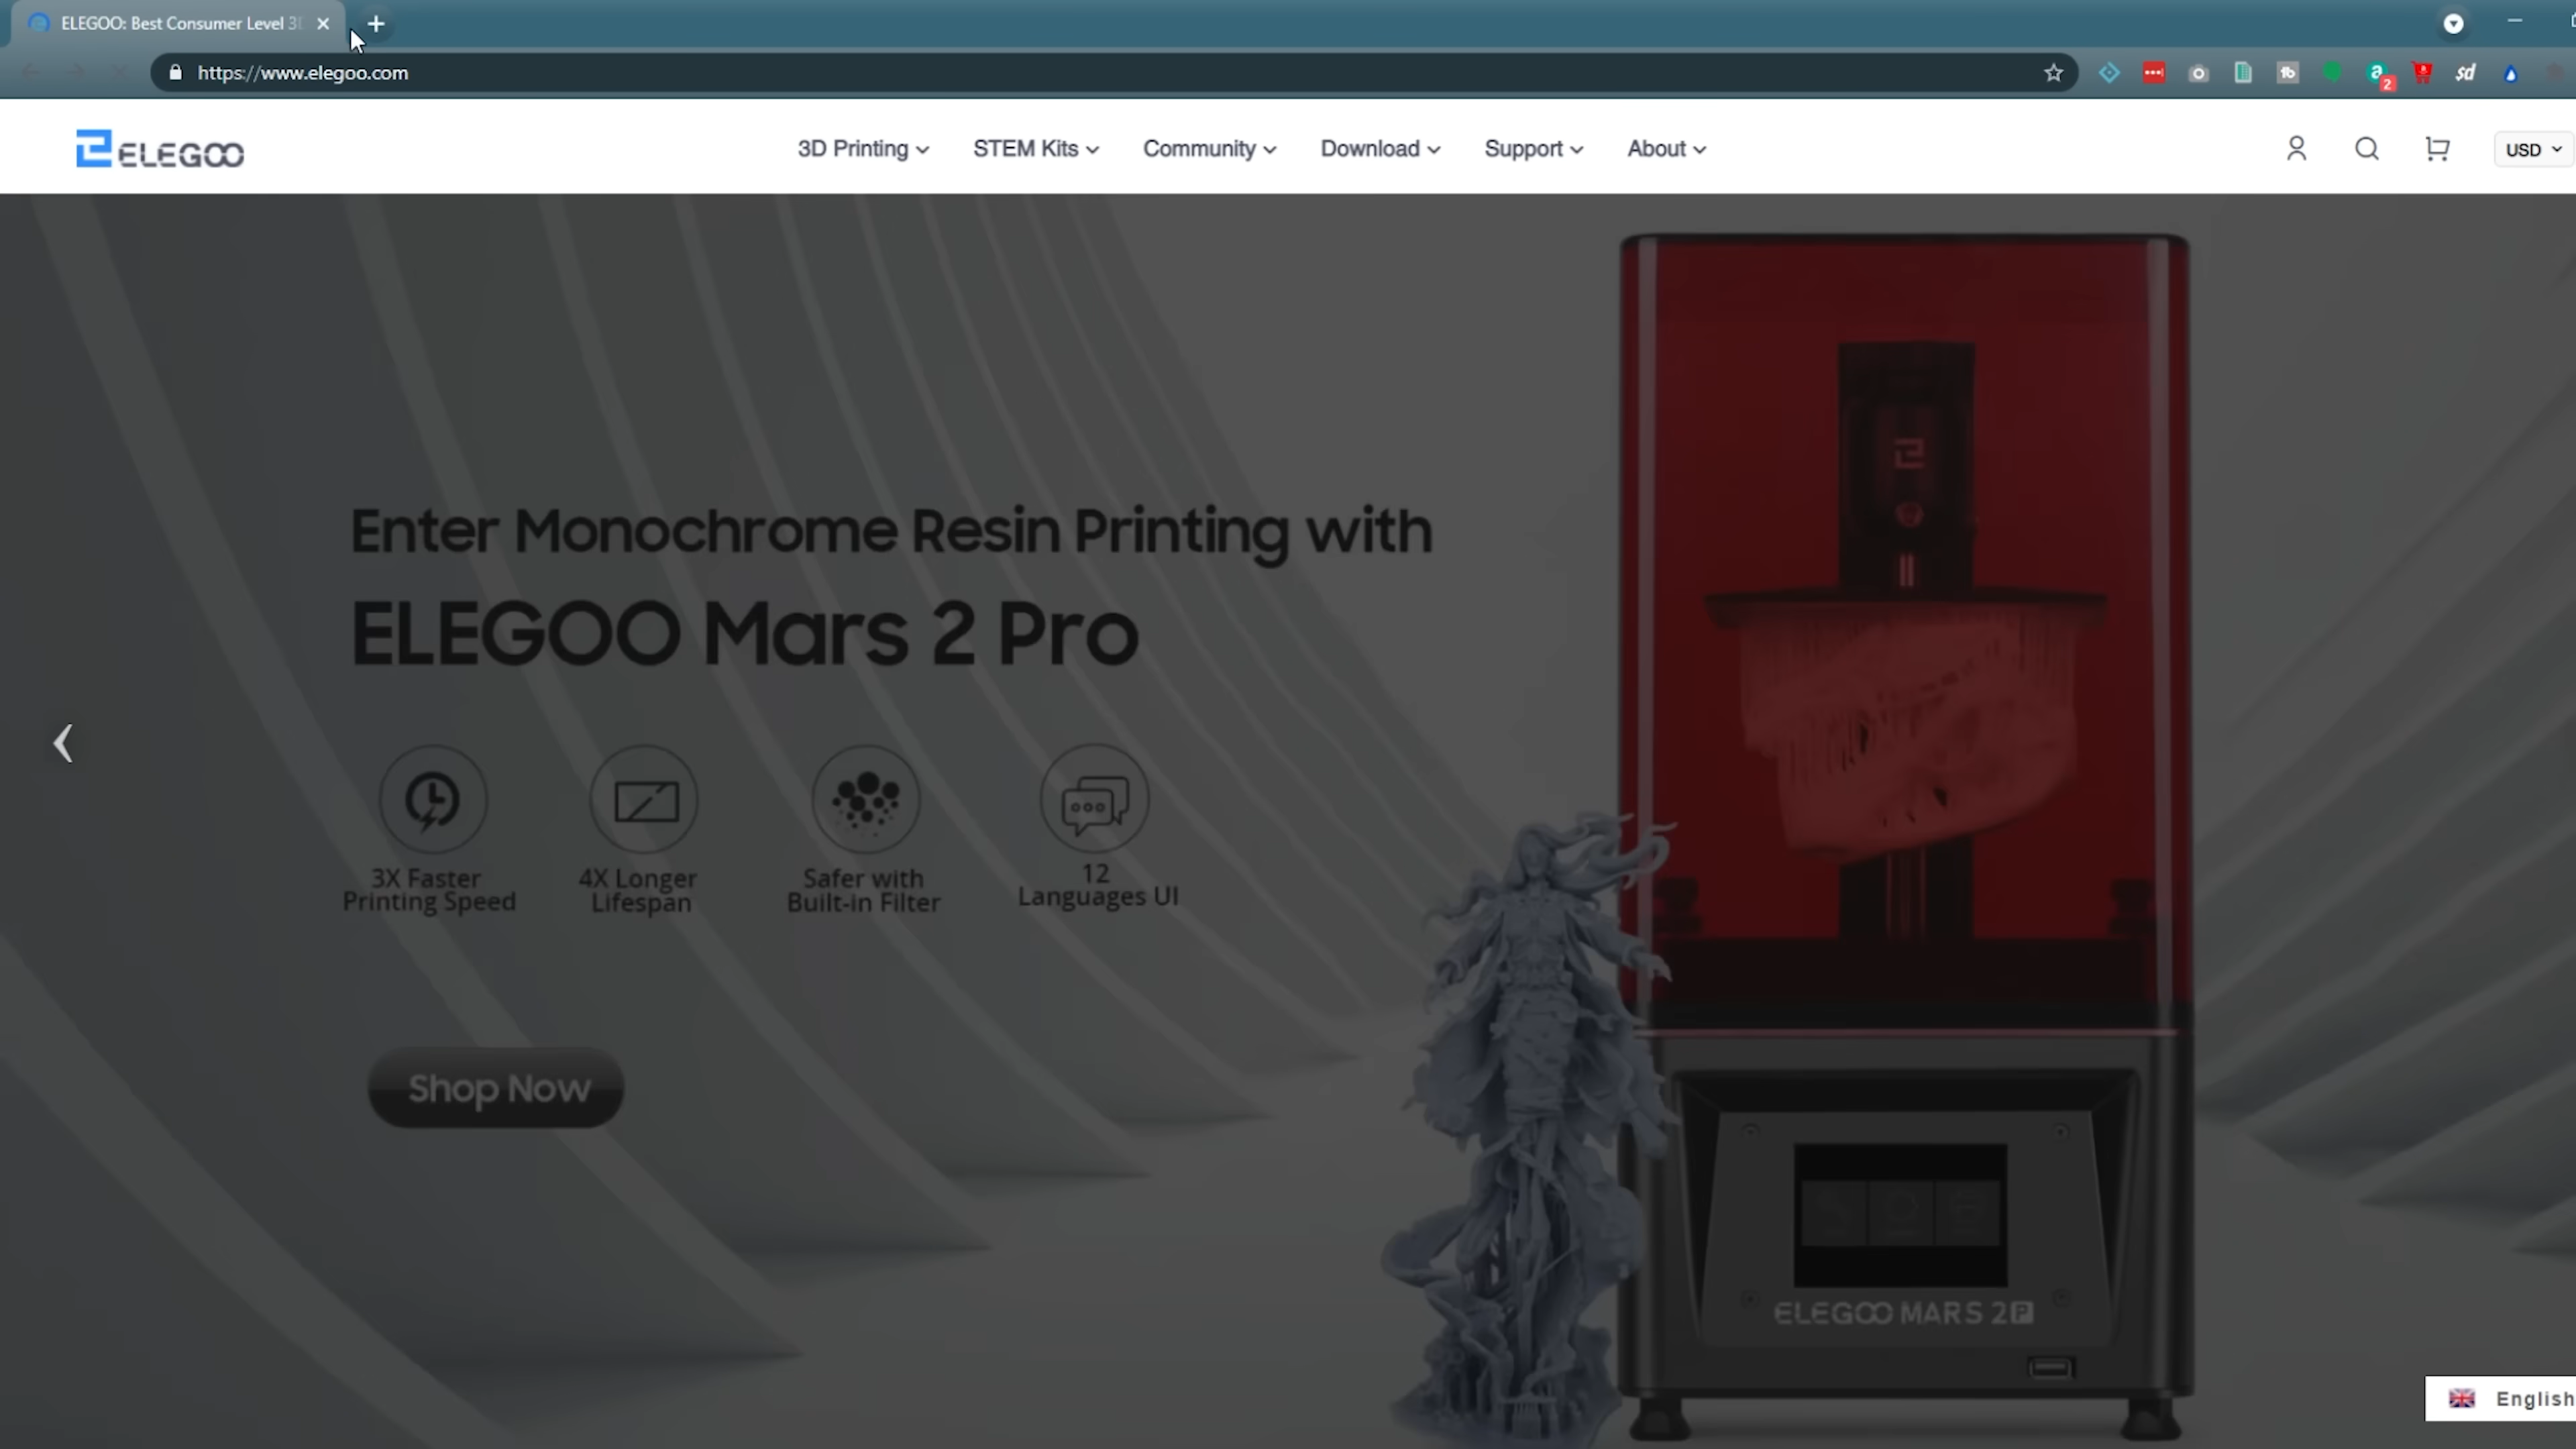 ELEGOO: Best Consumer Level 3D
https://www.elegoo.com
2
ELEGOO
3D Printing
STEM Kits
Community
Download
Support
About
USD
Enter Monochrome Resin Printing with
ELEGOO Mars 2 Pro
3X Faster
Printing Speed
4X Longer
Lifespan
Safer with
Built-in Filter
12
Languages UI
Shop Now
ELEGOO MARS 2P
English